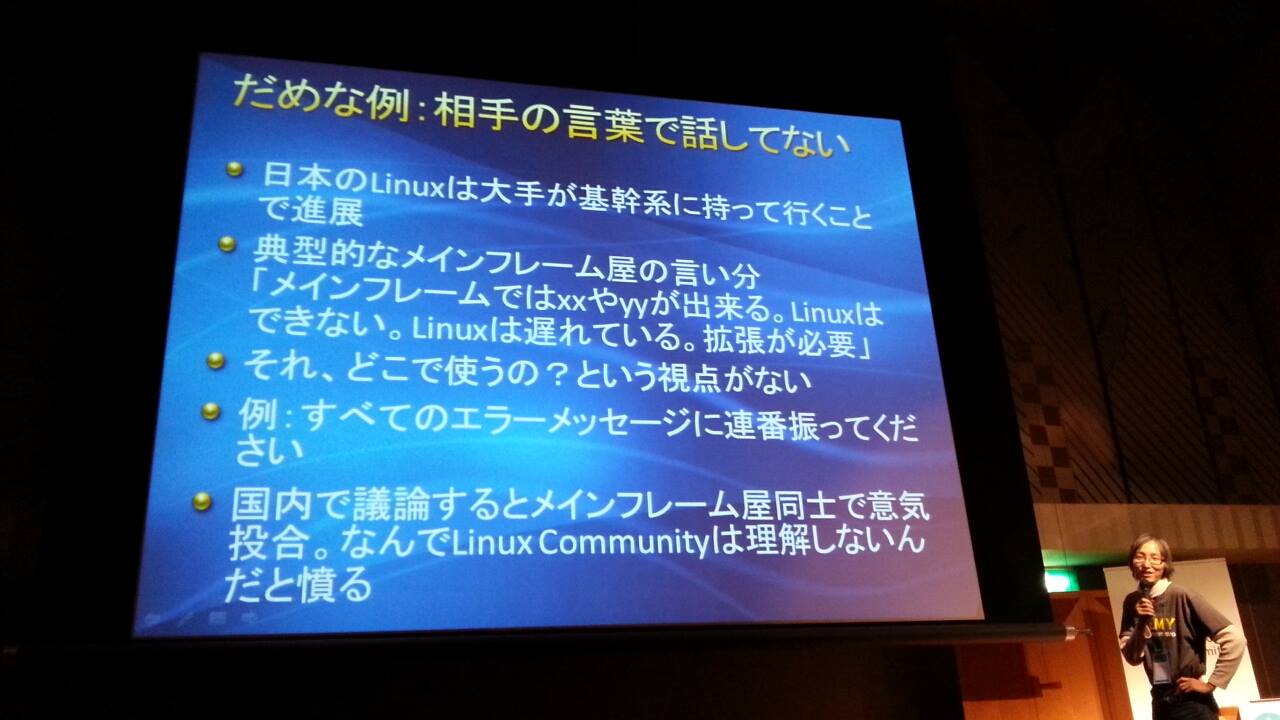 だめな例：相手の言葉で話してない
日本のLinuxは大手が基幹系に持って行くこと
で進展
典型的なメインフレーム屋の言い分
「メインフレームではxxやyyが出来る。Linuxは
できない。Linuxは遅れている。拡張が必要」
それ、どこで使うの？という視点がない
例：すべてのエラーメッセージに連番振ってくだ
さい
国内で議論するとメインフレーム屋同士で意気
投合。なんでLinux Communityは理解しないん
だと憤る
MY